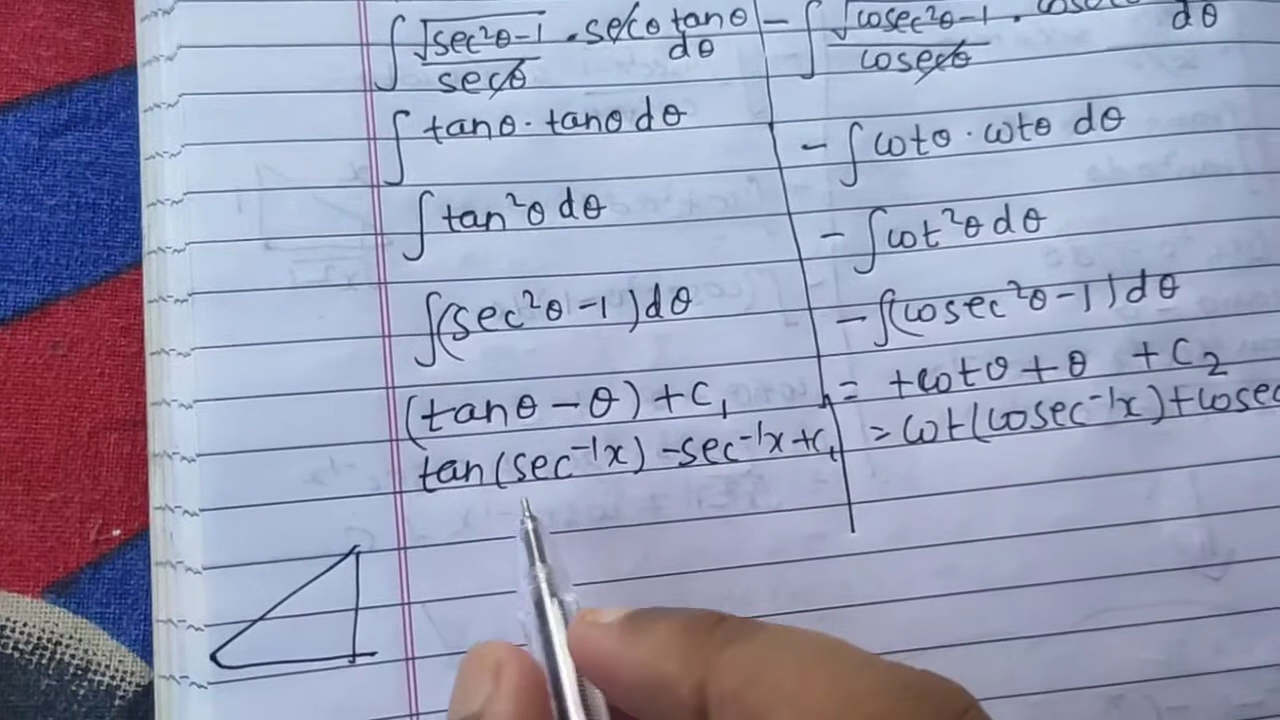 ∫ √(sec²θ-1)/secθ · secθ tanθ dθ
- ∫ √(cosec²θ-1)/cosecθ · dθ
∫ tanθ · tanθ dθ
- ∫ cotθ · cotθ dθ
∫ tan²θ dθ
- ∫ cot²θ dθ
∫(sec²θ-1)dθ
- ∫(cosec²θ-1)dθ
(tanθ - θ) + C₁
= +cotθ + θ + C₂
tan(sec⁻¹x) - sec⁻¹x + C₁
= cot(cosec⁻¹x) + cosec